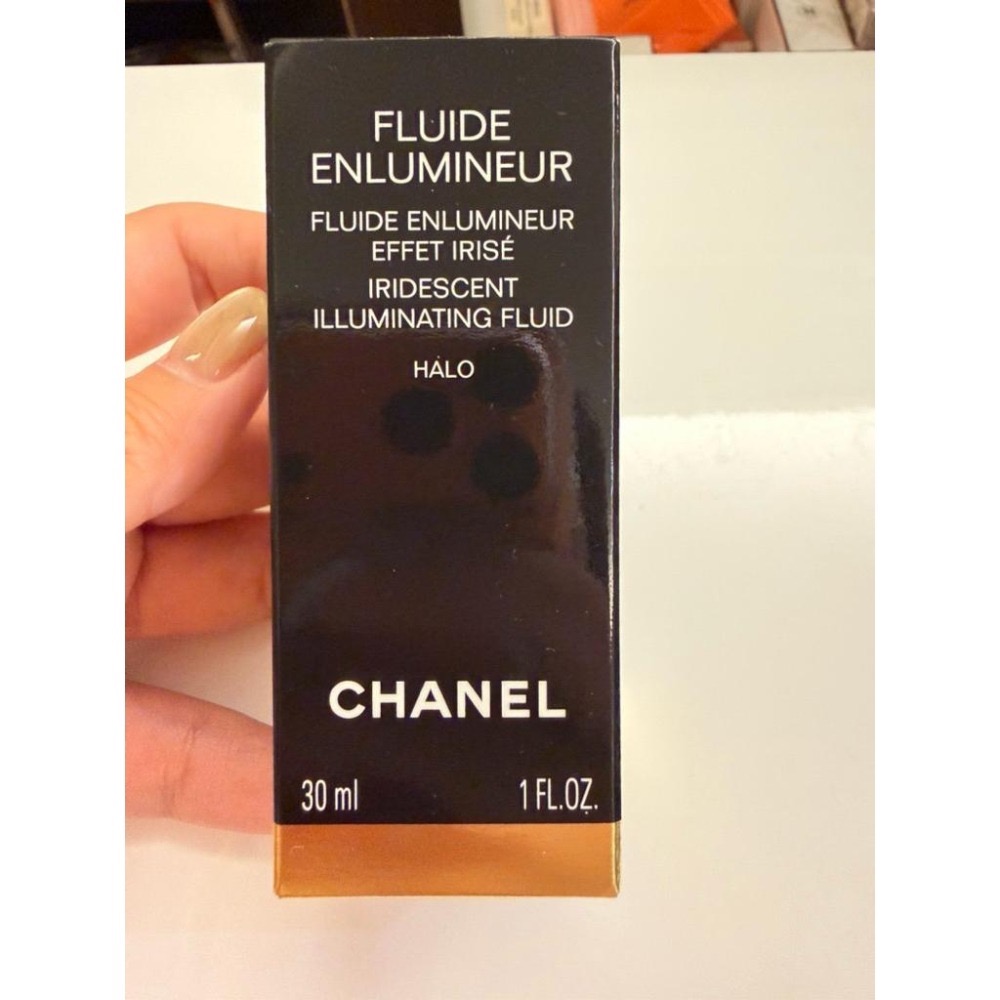 FLUIDE
ENLUMINEUR
FLUIDE ENLUMINEUR
EFFET IRISÉ
IRIDESCENT
ILLUMINATING FLUID
HALO
CHANEL
30 ml 1 FL.OZ.